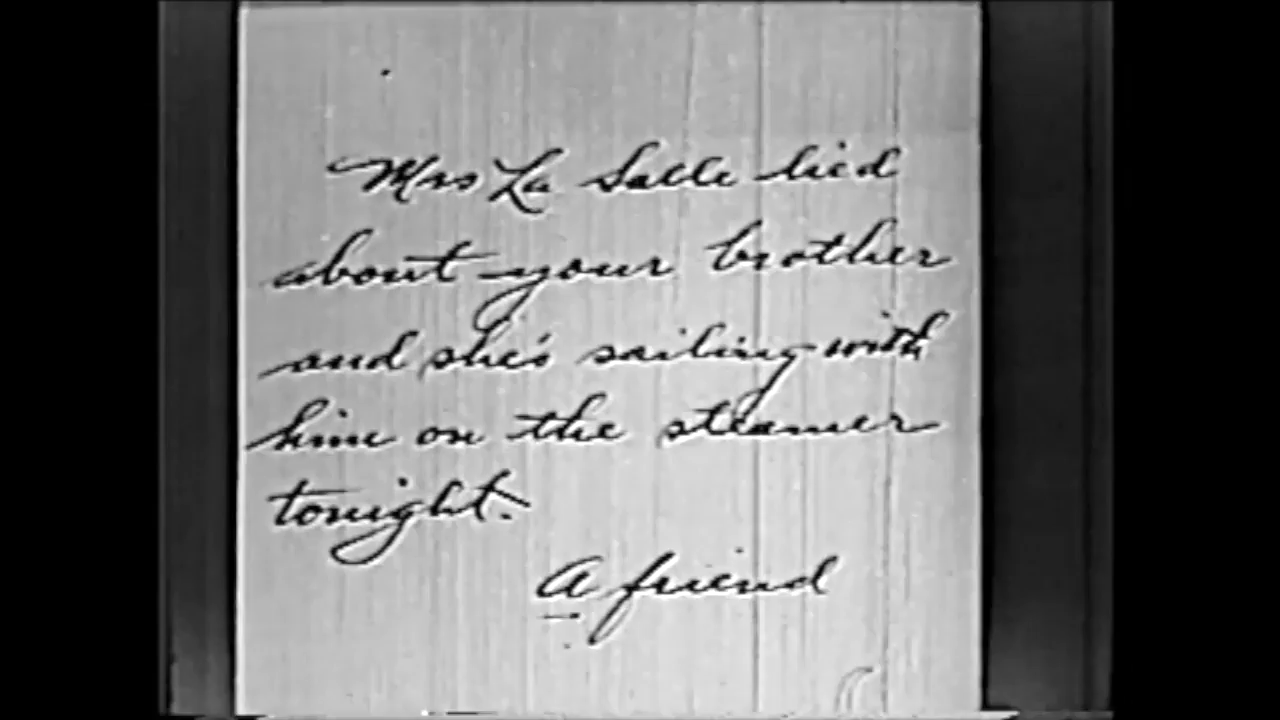 Mrs La Salle lied
about your brother
and she's sailing with
him on the steamer
tonight.
A friend